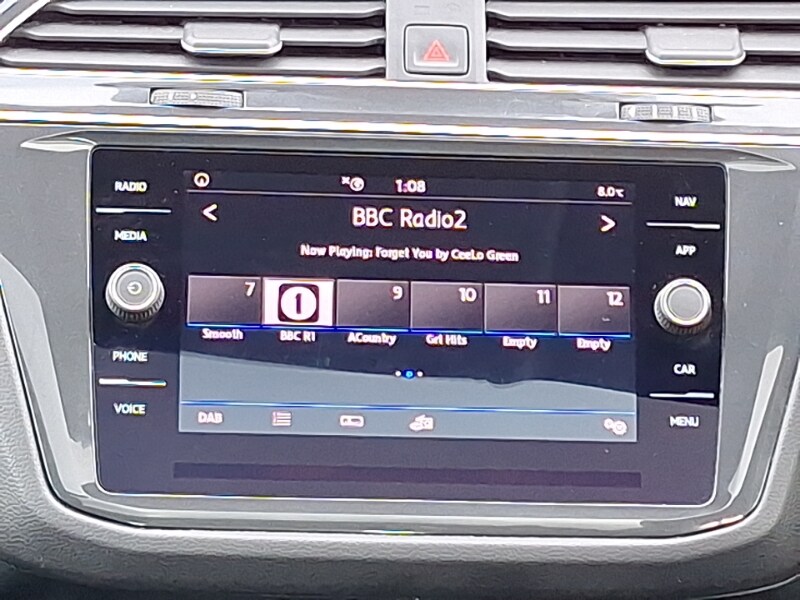 RADIO
MEDIA
PHONE
VOICE
1:08
8.0°C
< BBC Radio2 >
Now Playing: Forget You by CeeLo Green
7 1 9 10 11 12
Smooth BBC R1 ACountry Grt Hits Empty Empty
DAB
NAV
APP
CAR
MENU